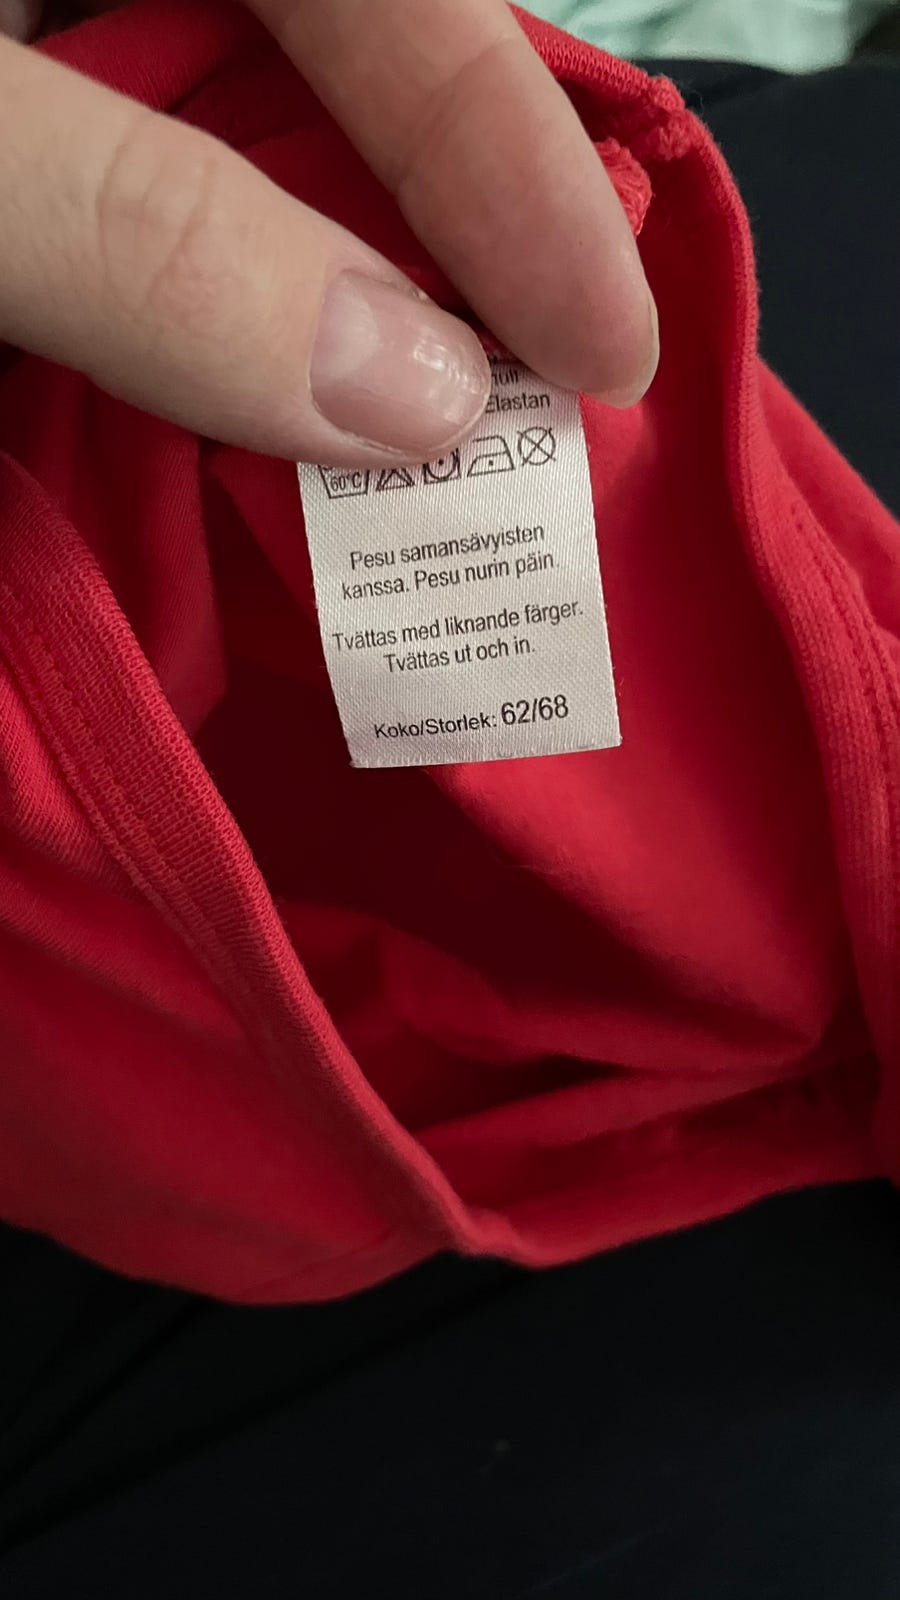 Elastan
60°C
Pesu samansävyisten
kanssa. Pesu nurin päin.
Tvättas med liknande färger.
Tvättas ut och in.
Koko/Storlek: 62/68